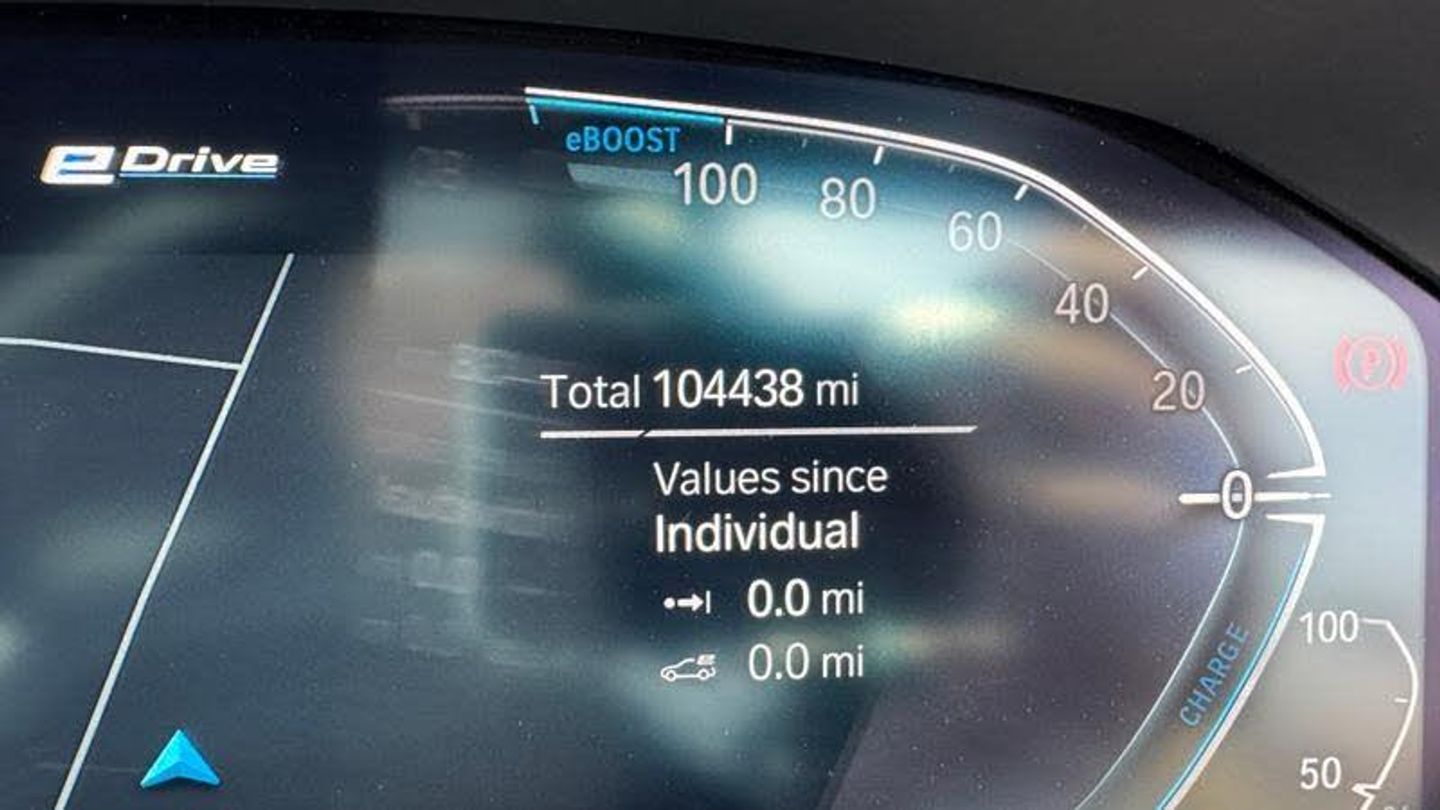 eDrive
eBOOST
100
80
60
40
20
0
Total 104438 mi
Values since
Individual
0.0 mi
0.0 mi
CHARGE
P
100
50